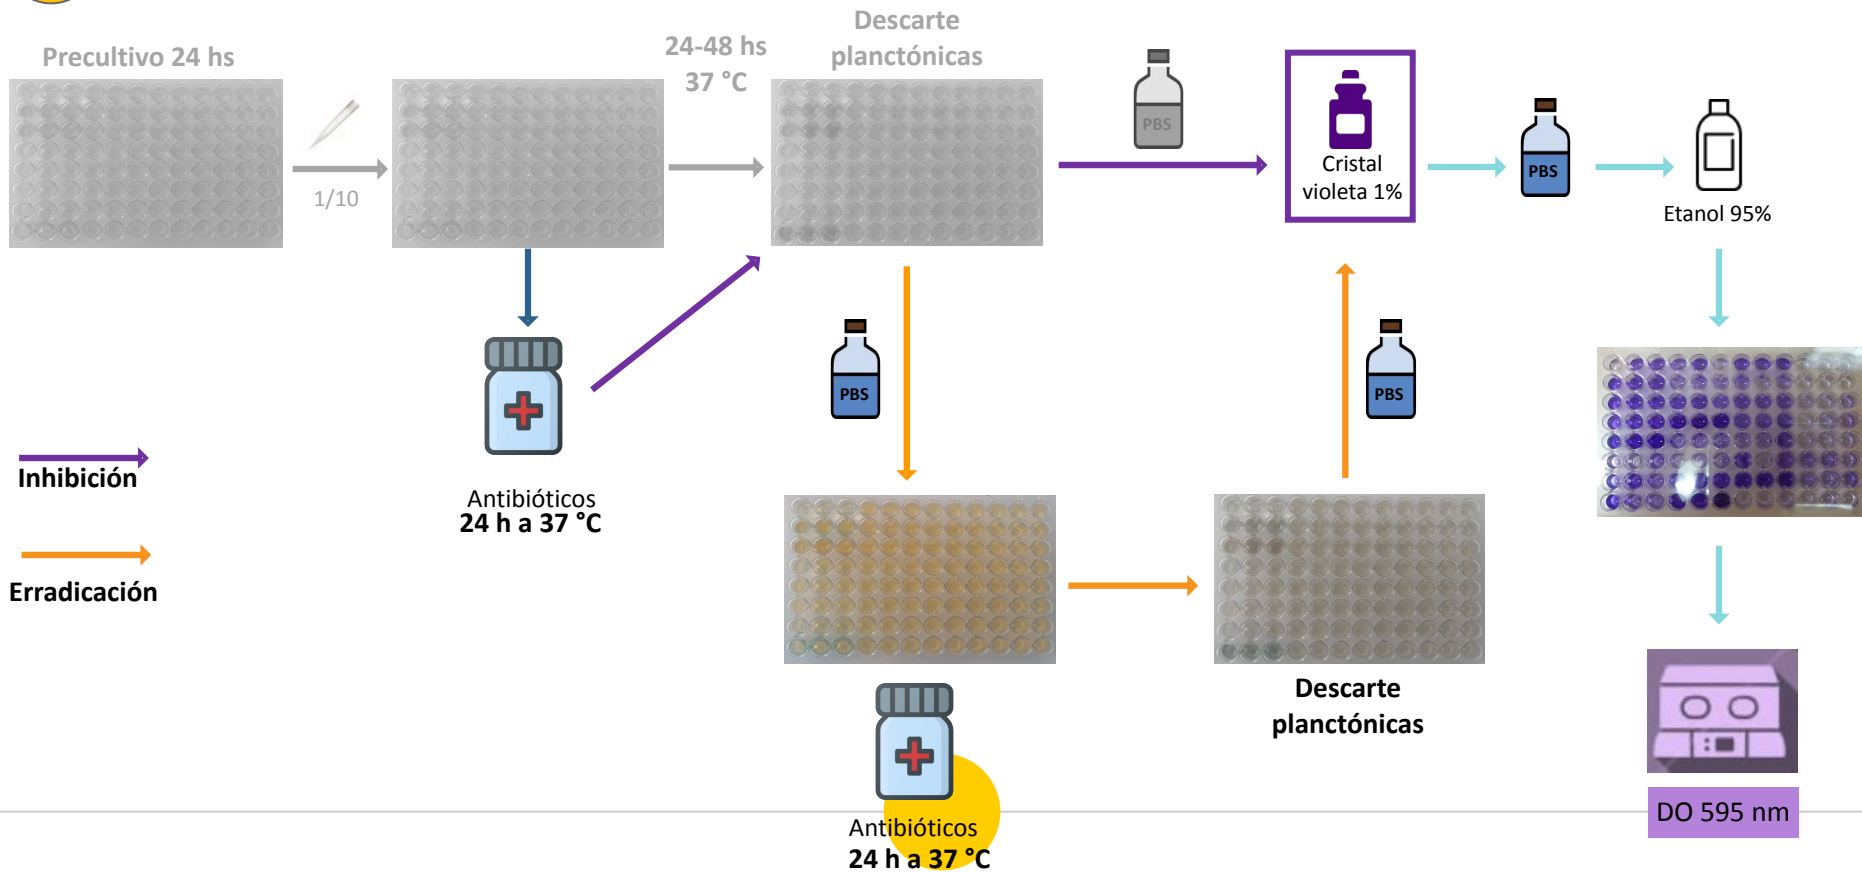 Precultivo 24 hs
1/10
24-48 hs
37 °C
Descarte
planctónicas
PBS
Cristal
violeta 1%
PBS
Etanol 95%
Antibióticos
24 h a 37 °C
PBS
PBS
Inhibición
Erradicación
Descarte
planctónicas
Antibióticos
24 h a 37 °C
DO 595 nm